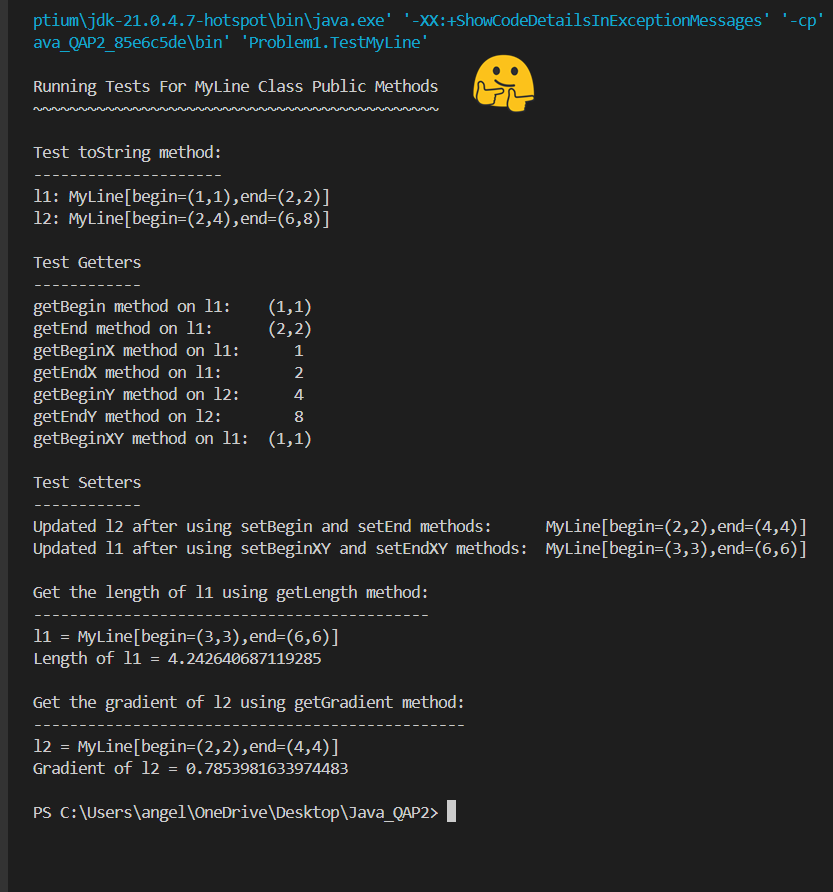 ptium\jdk-21.0.4.7-hotspot\bin\java.exe' '-XX:+ShowCodeDetailsInExceptionMessages' '-cp'
ava_QAP2_85e6c5de\bin' 'Problem1.TestMyLine'
Running Tests For MyLine Class Public Methods
~~~~~~~~~~~~~~~~~~~~~~~~~~~~~~~~~~~~~~~~~~~~~
Test toString method:
---------------------
l1: MyLine[begin=(1,1),end=(2,2)]
l2: MyLine[begin=(2,4),end=(6,8)]
Test Getters
------------
getBegin method on l1:    (1,1)
getEnd method on l1:      (2,2)
getBeginX method on l1:      1
getEndX method on l1:        2
getBeginY method on l2:      4
getEndY method on l2:        8
getBeginXY method on l1:  (1,1)
Test Setters
------------
Updated l2 after using setBegin and setEnd methods:      MyLine[begin=(2,2),end=(4,4)]
Updated l1 after using setBeginXY and setEndXY methods:  MyLine[begin=(3,3),end=(6,6)]
Get the length of l1 using getLength method:
--------------------------------------------
l1 = MyLine[begin=(3,3),end=(6,6)]
Length of l1 = 4.242640687119285
Get the gradient of l2 using getGradient method:
------------------------------------------------
l2 = MyLine[begin=(2,2),end=(4,4)]
Gradient of l2 = 0.7853981633974483
PS C:\Users\angel\OneDrive\Desktop\Java_QAP2>